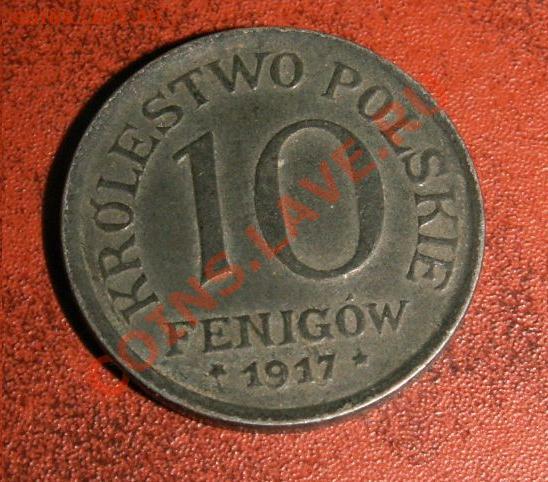 KRÓLESTWO POLSKIE
10
FENIGÓW
* 1917 *
COINS.LAVE.RU